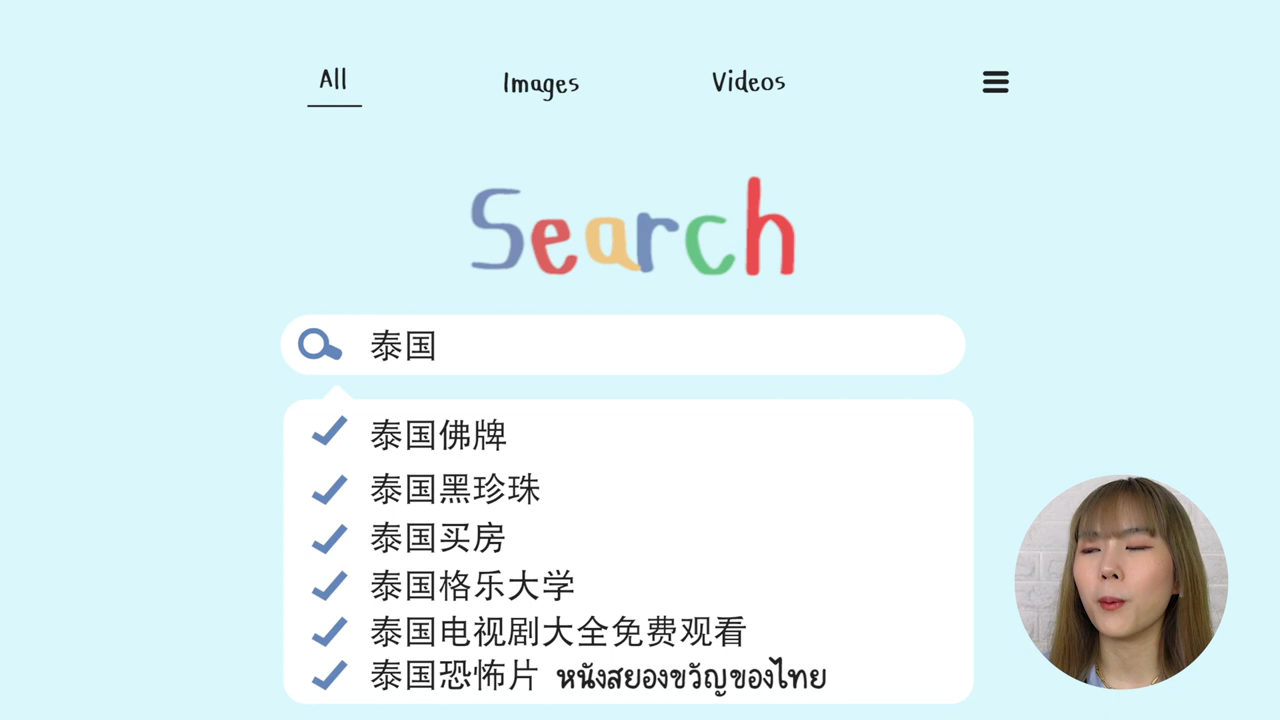 All Images Videos
Search
泰国
泰国佛牌
泰国黑珍珠
泰国买房
泰国格乐大学
泰国电视剧大全免费观看
泰国恐怖片 หนังสยองขวัญของไทย